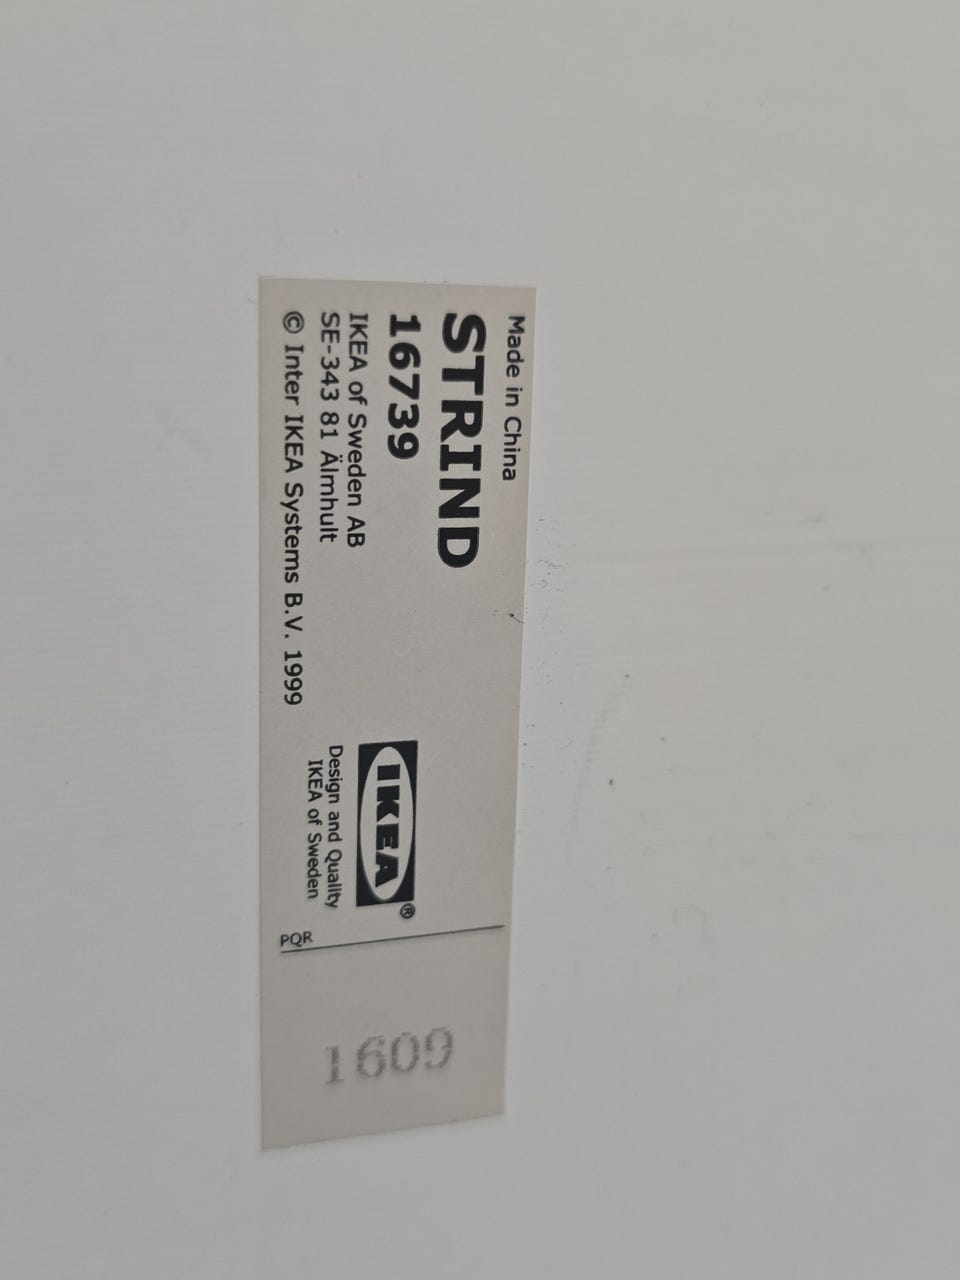 Made in China
STRIND
16739
IKEA of Sweden AB
SE-343 81 Älmhult
© Inter IKEA Systems B.V. 1999
IKEA®
Design and Quality
IKEA of Sweden
PQR
1609